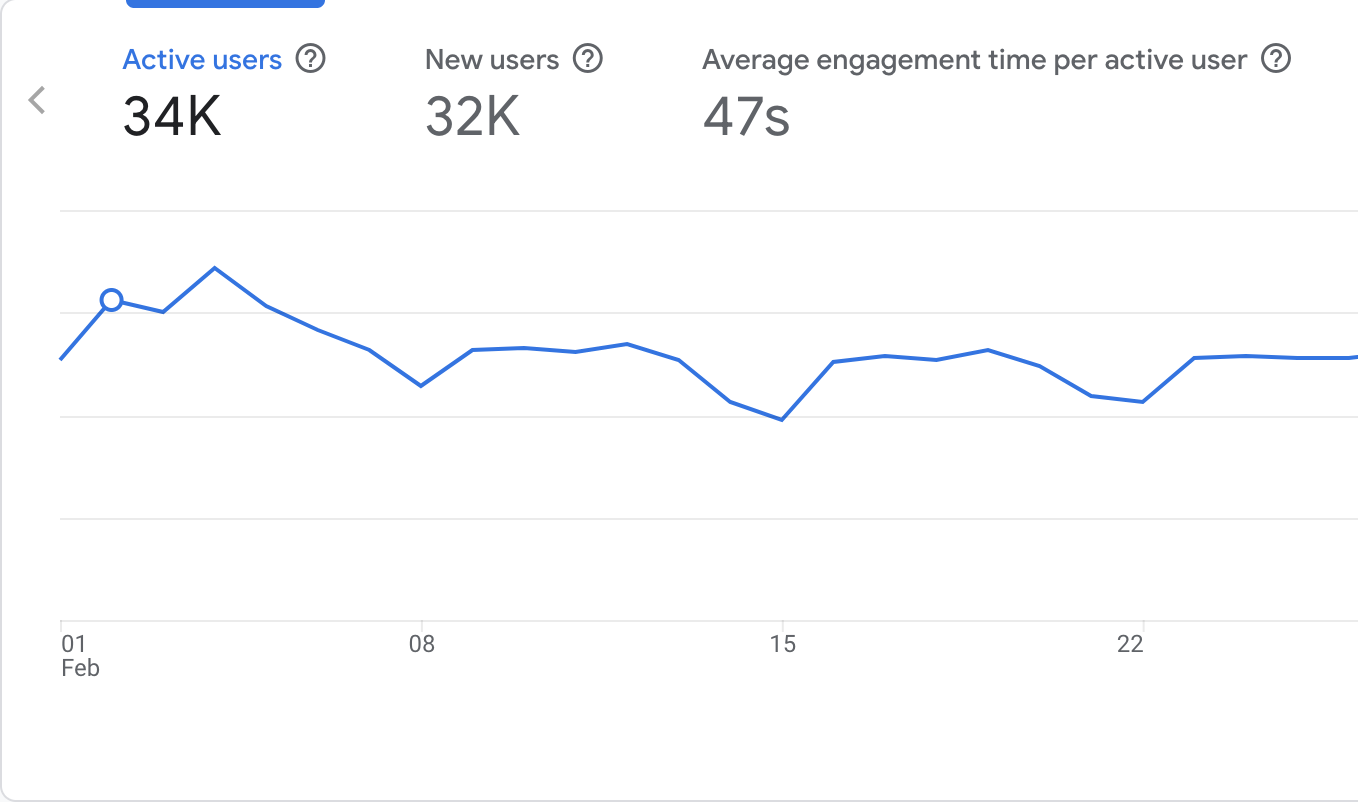 Active users
34K
New users
32K
Average engagement time per active user
47s
01 08 15 22
Feb